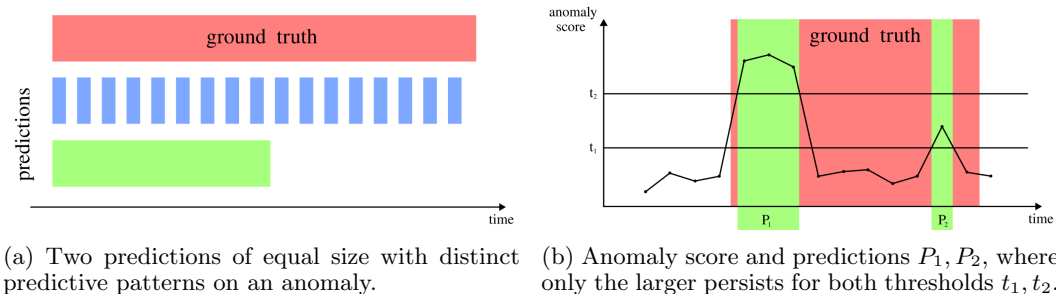 ground truth
predictions
time
(a) Two predictions of equal size with distinct
predictive patterns on an anomaly.
anomaly
score
ground truth
t₂
t₁
P₁
P₂
time
(b) Anomaly score and predictions P₁, P₂, where
only the larger persists for both thresholds t₁, t₂.